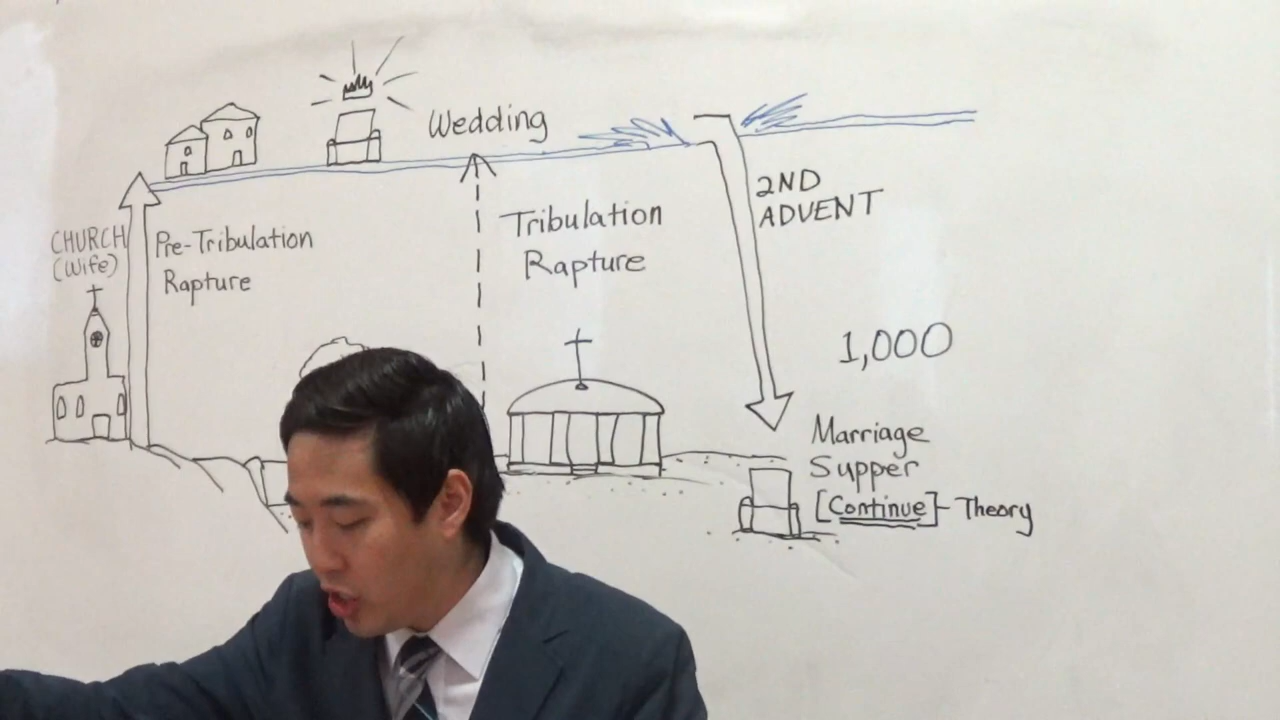 Wedding
CHURCH
(Wife)
Pre-Tribulation
Rapture
Tribulation
Rapture
2ND
ADVENT
1,000
Marriage
Supper
[Continue]- Theory